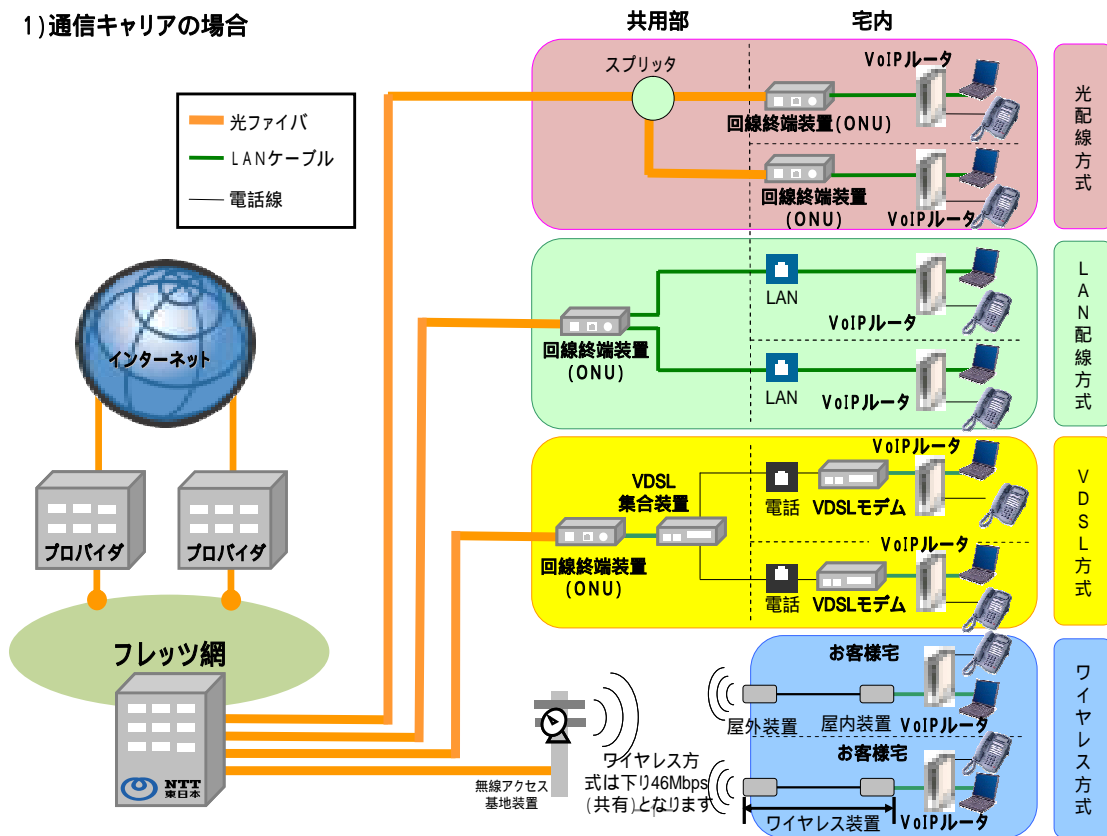 1)通信キャリアの場合
共用部
宅内
光ファイバ
LANケーブル
電話線
スプリッタ
VoIPルータ
回線終端装置(ONU)
回線終端装置
(ONU)
VoIPルータ
光配線方式
LAN
VoIPルータ
回線終端装置
(ONU)
LAN
VoIPルータ
LAN配線方式
インターネット
プロバイダ
プロバイダ
フレッツ網
NTT
東日本
VoIPルータ
VDSL
集合装置
電話
VDSLモデム
回線終端装置
(ONU)
VoIPルータ
電話
VDSLモデム
VDSL方式
お客様宅
屋外装置
屋内装置
VoIPルータ
お客様宅
ワイヤレス方
式は下り46Mbps
(共有)となります
無線アクセス
基地装置
ワイヤレス装置
VoIPルータ
ワイヤレス方式